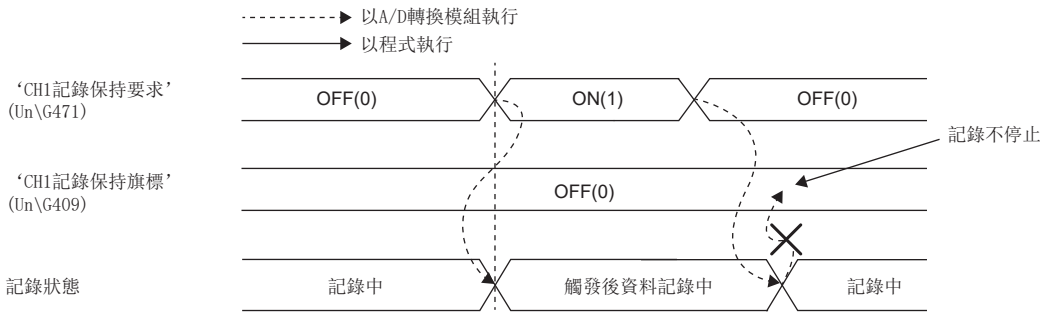 以A/D轉換模組執行
以程式執行
‘CH1記錄保持要求’
(Un\G471)
OFF(0)
ON(1)
OFF(0)
記錄不停止
‘CH1記錄保持旗標’
(Un\G409)
OFF(0)
記錄狀態
記錄中
觸發後資料記錄中
記錄中